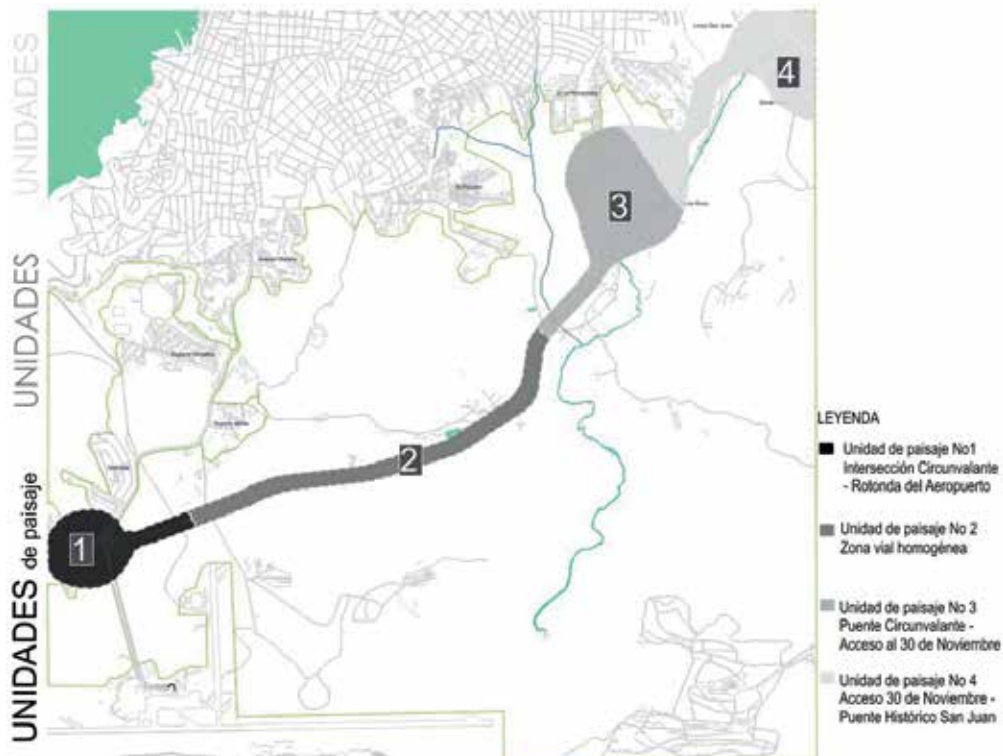 UNIDADES
UNIDADES
UNIDADES de paisaje
1
2
3
4
LEYENDA
Unidad de paisaje No1
Intersección Circunvalante
- Rotonda del Aeropuerto
Unidad de paisaje No 2
Zona vial homogénea
Unidad de paisaje No 3
Puente Circunvalante -
Acceso al 30 de Noviembre
Unidad de paisaje No 4
Acceso 30 de Noviembre -
Puente Histórico San Juan